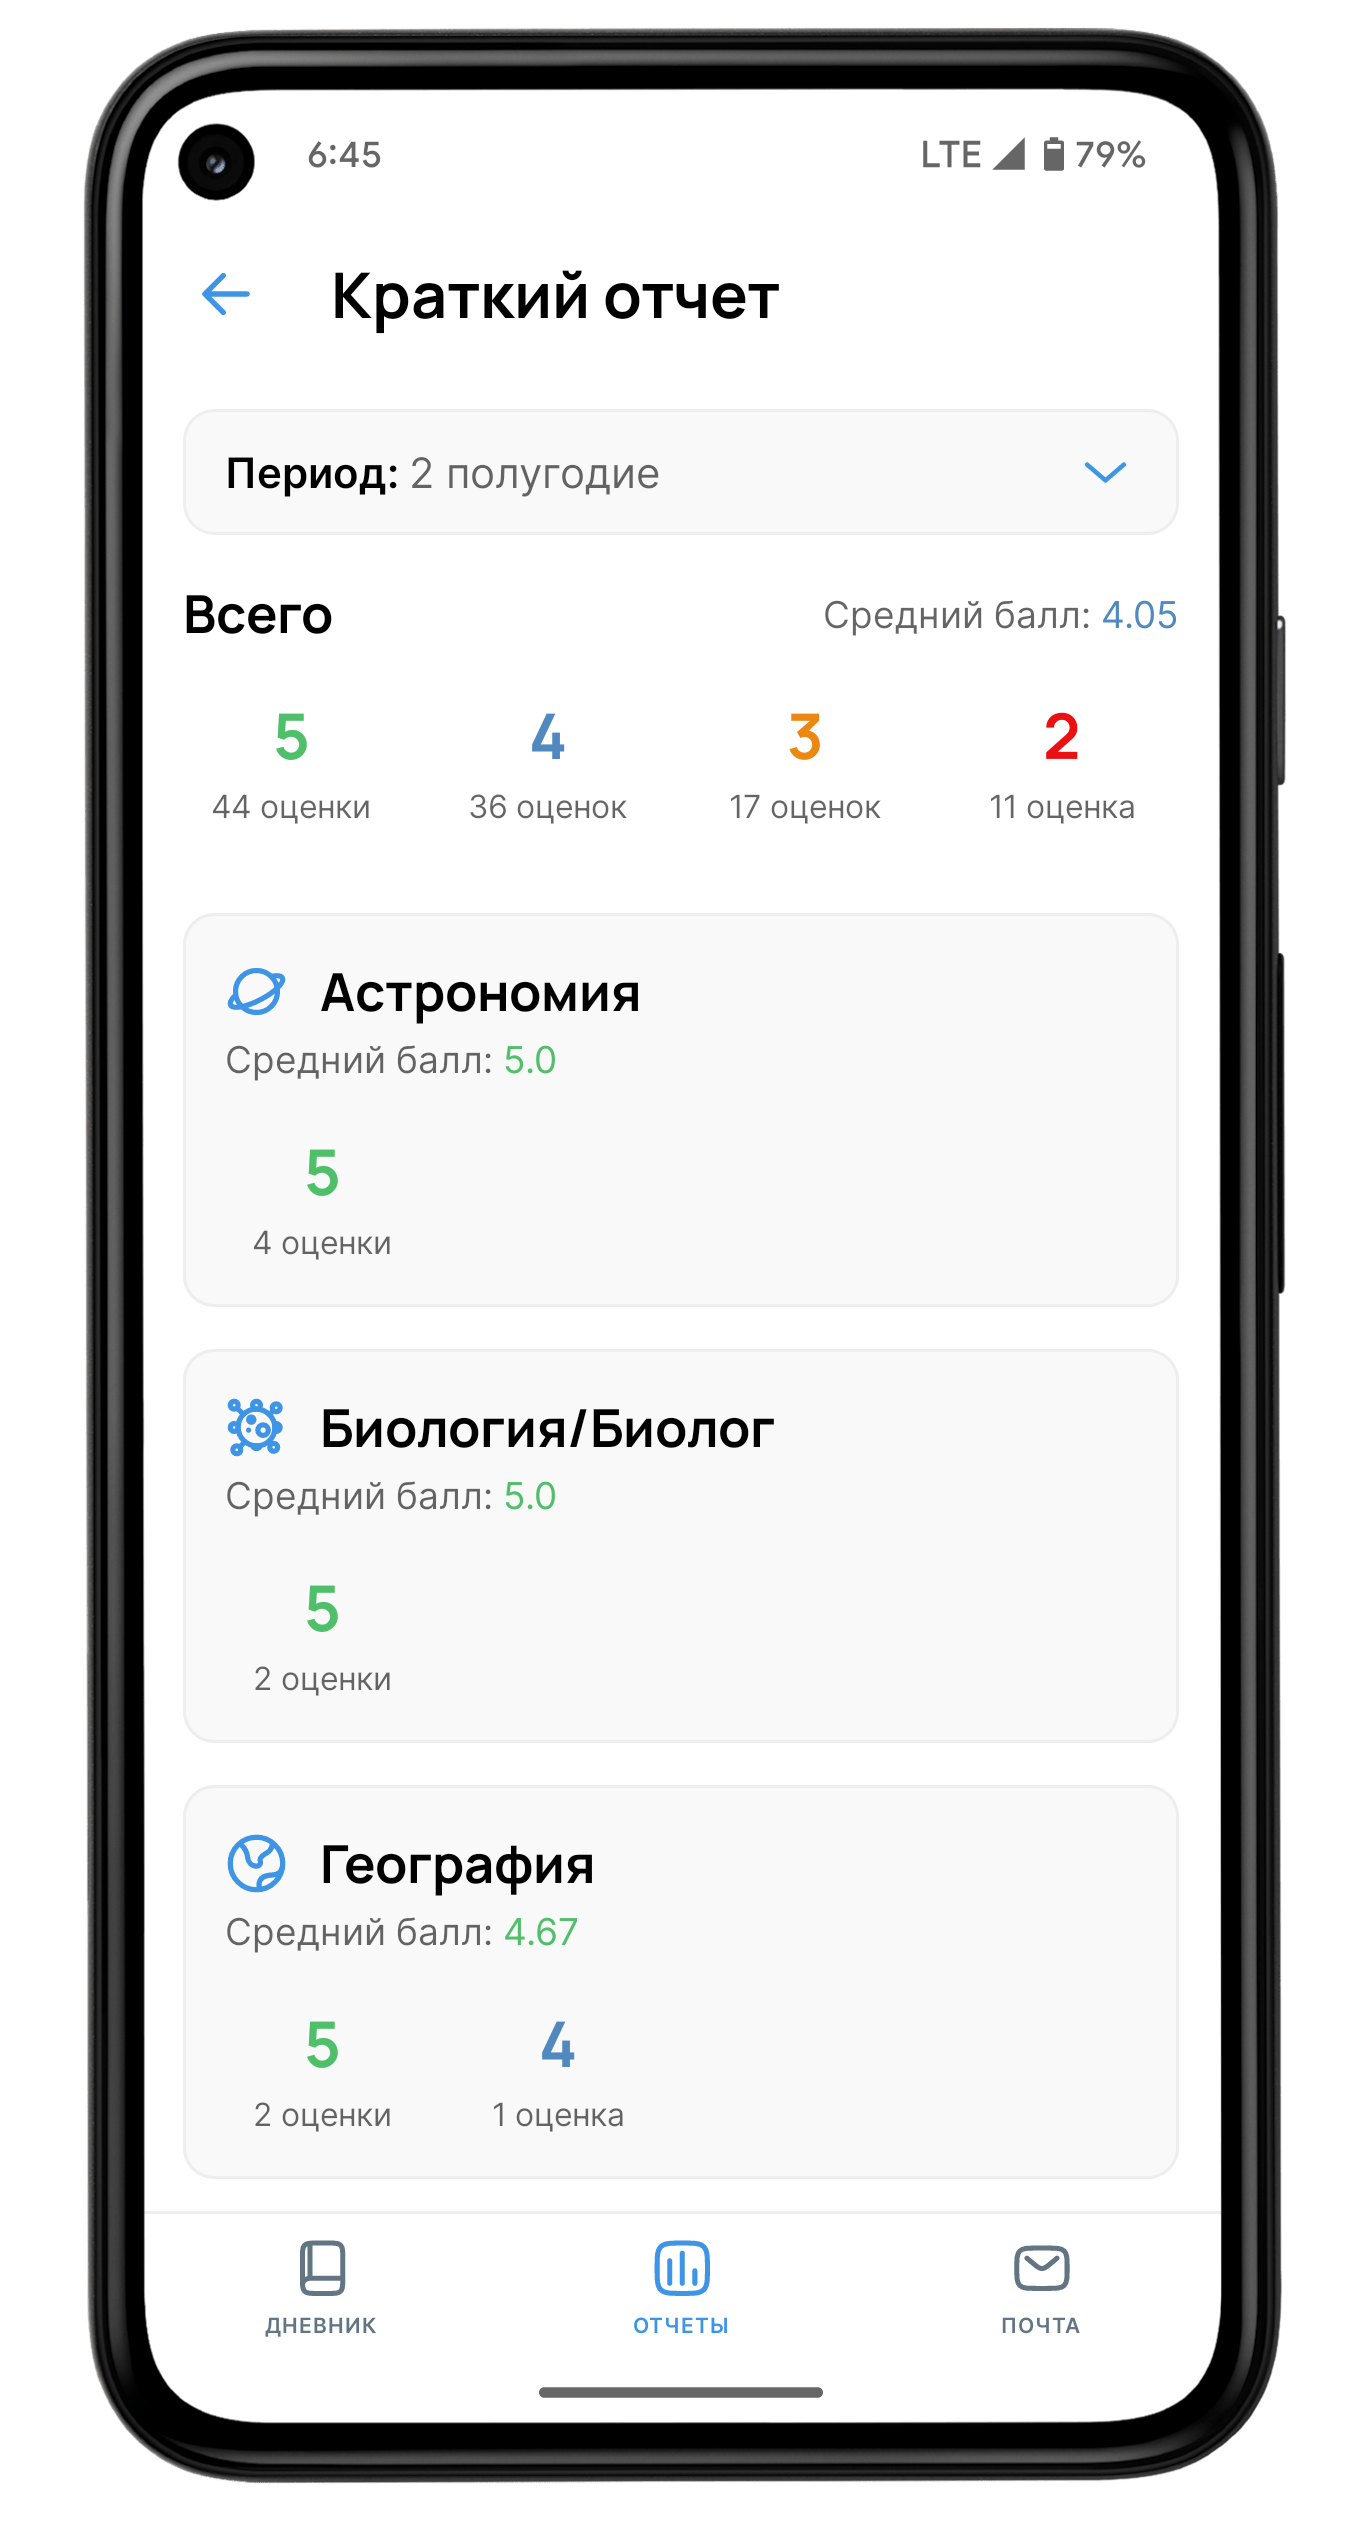 6:45 LTE 79%
Краткий отчет
Период: 2 полугодие
Всего Средний балл: 4.05
5 4 3 2
44 оценки 36 оценок 17 оценок 11 оценка
Астрономия
Средний балл: 5.0
5
4 оценки
Биология/Биолог
Средний балл: 5.0
5
2 оценки
География
Средний балл: 4.67
5 4
2 оценки 1 оценка
ДНЕВНИК ОТЧЕТЫ ПОЧТА